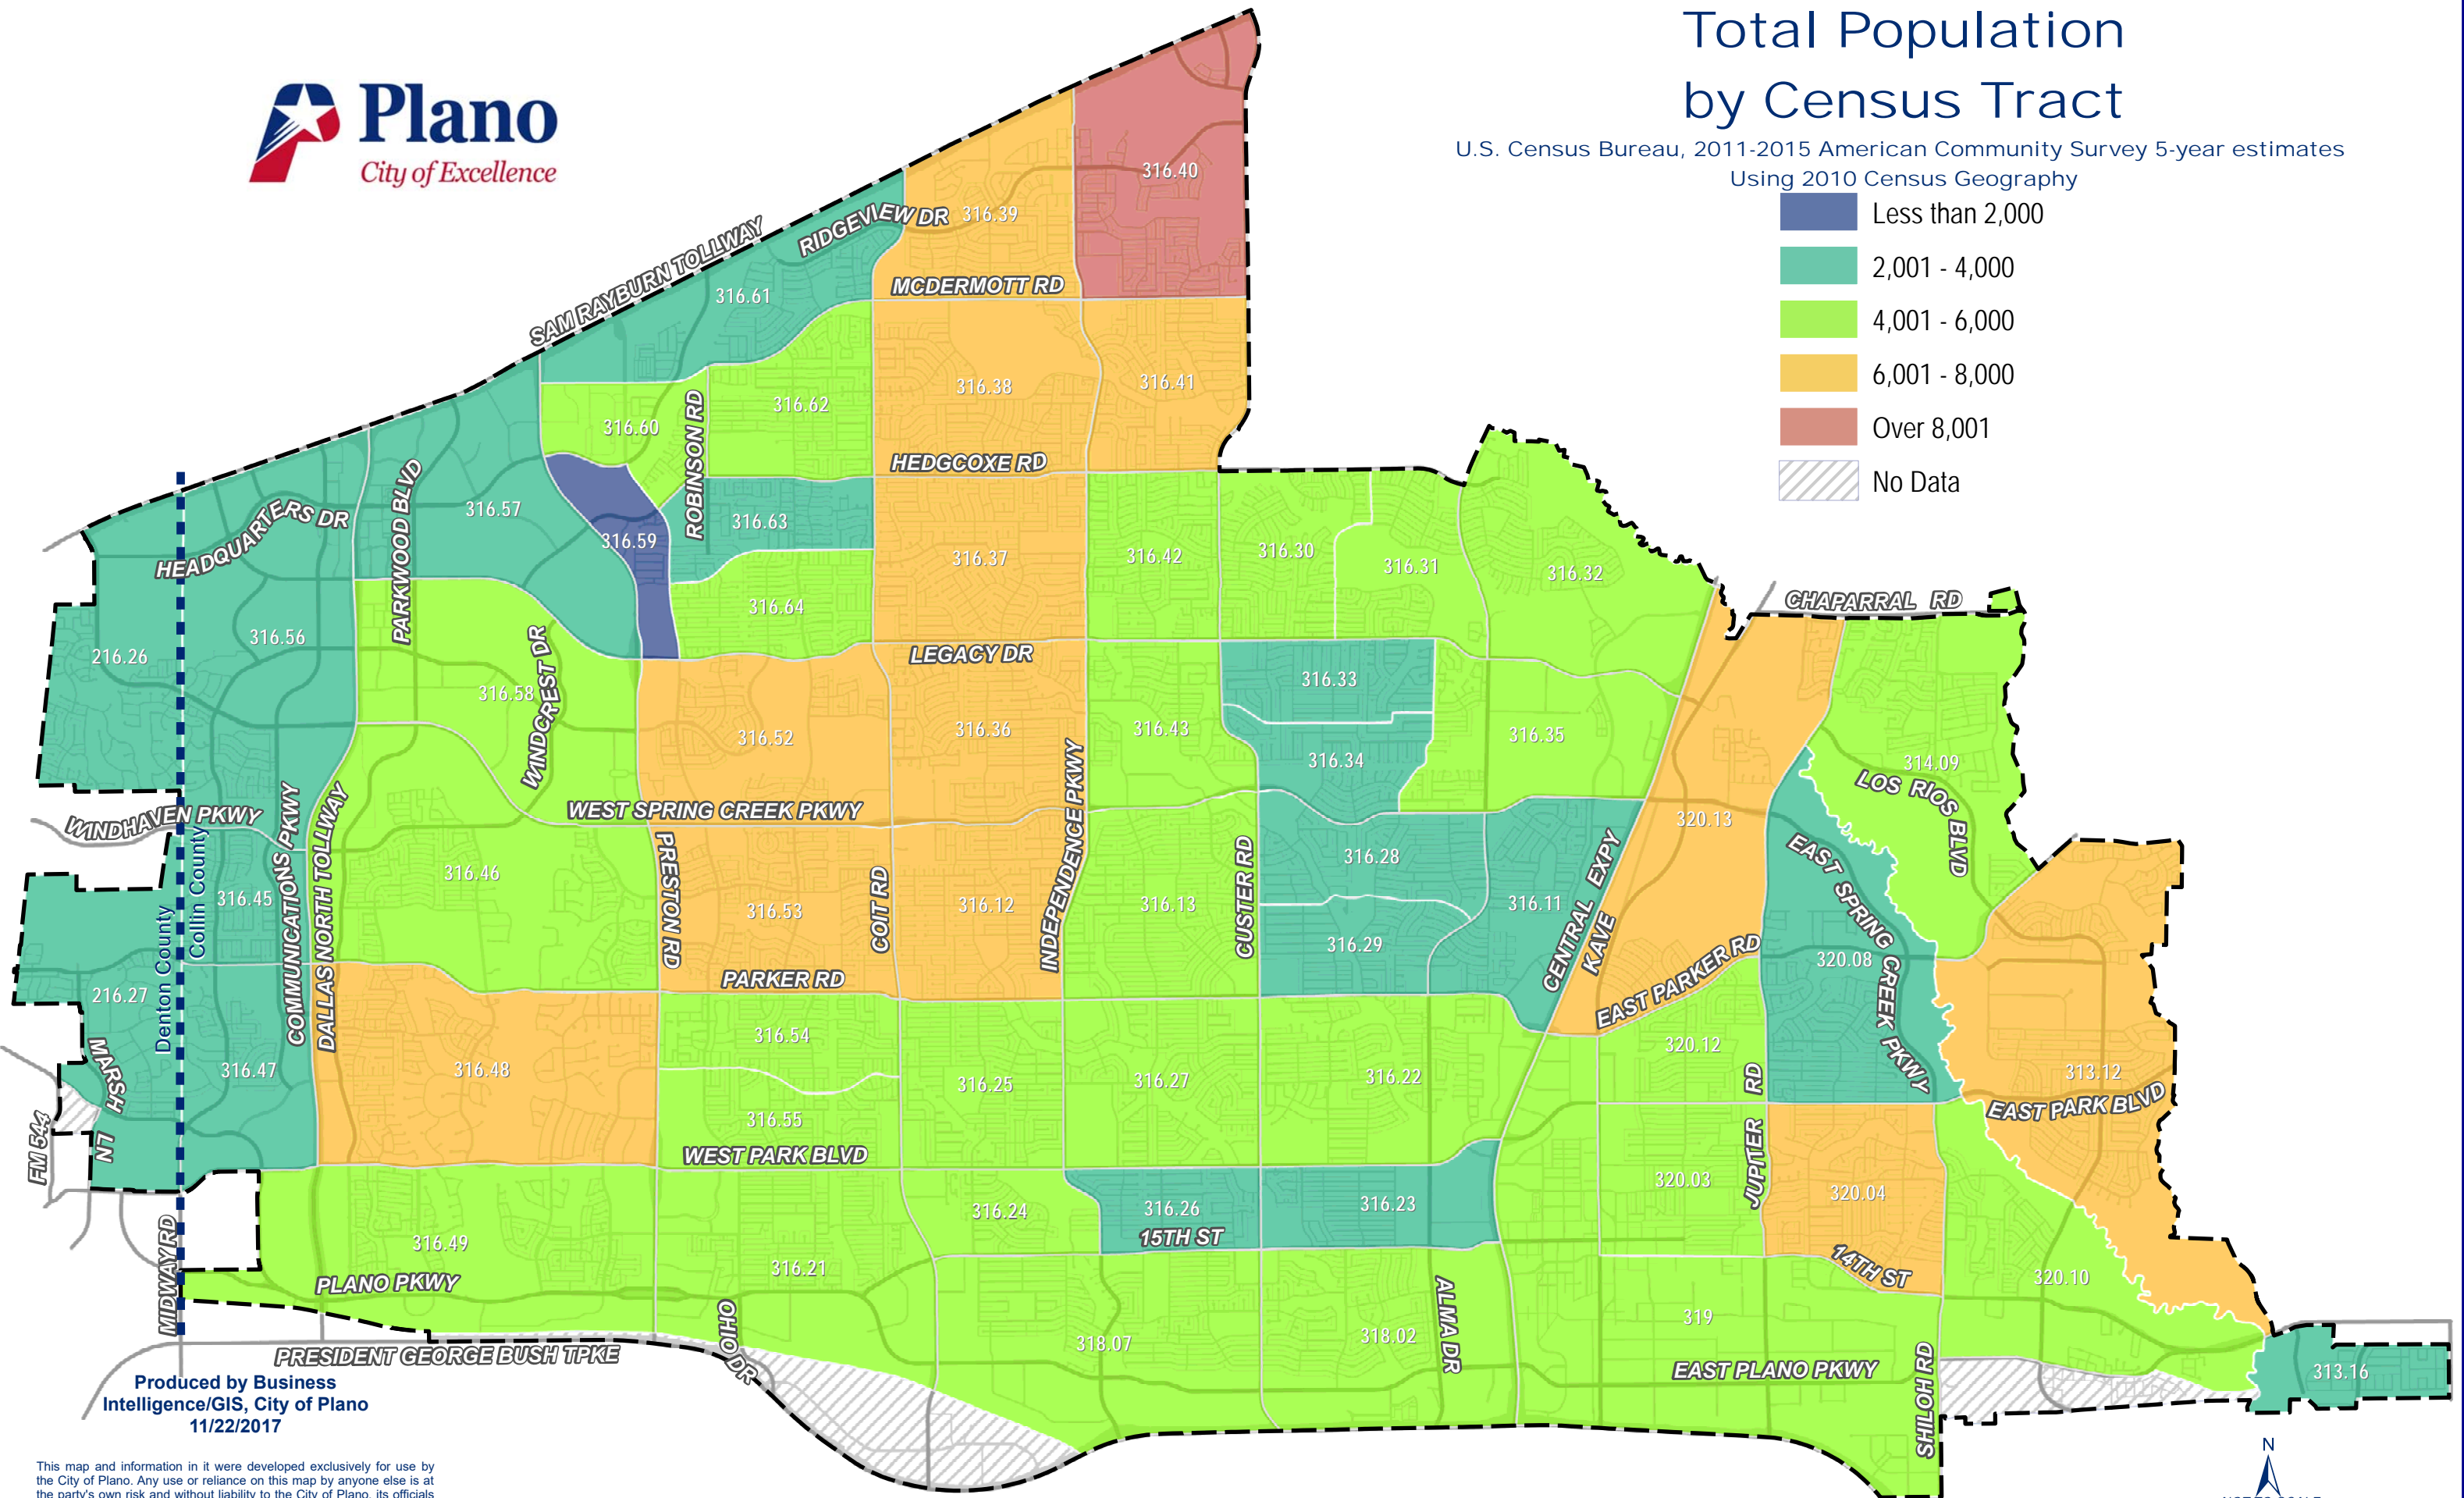 Total Population
by Census Tract
U.S. Census Bureau, 2011-2015 American Community Survey 5-year estimates
Using 2010 Census Geography
Less than 2,000
2,001 - 4,000
4,001 - 6,000
6,001 - 8,000
Over 8,001
No Data
Plano
City of Excellence
316.40
316.39
RIDGEVIEW DR
SAM RAYBURN TOLLWAY
MCDERMOTT RD
316.61
316.38
316.41
316.62
316.60
ROBINSON RD
HEDGCOXE RD
PARKWOOD BLVD
316.57
HEADQUARTERS DR
316.59
316.63
316.37
316.42
316.30
316.31
316.32
CHAPARRAL RD
316.64
216.26
316.56
LEGACY DR
316.58
WINDCREST DR
316.52
316.36
316.43
316.33
316.34
316.35
314.09
LOS RIOS BLVD
WINDHAVEN PKWY
WEST SPRING CREEK PKWY
320.13
316.46
316.45
COMMUNICATIONS PKWY
DALLAS NORTH TOLLWAY
Denton County
Collin County
PRESTON RD
316.53
COIT RD
316.12
INDEPENDENCE PKWY
316.13
CUSTER RD
316.28
316.29
316.11
CENTRAL EXPY
K AVE
EAST PARKER RD
EAST SPRING CREEK PKWY
320.08
PARKER RD
216.27
316.47
MARSH LN
FM 544
316.48
316.54
316.55
316.25
316.27
316.22
320.12
JUPITER RD
313.12
EAST PARK BLVD
WEST PARK BLVD
316.49
316.21
316.24
316.26
316.23
15TH ST
320.03
320.04
14TH ST
320.10
MIDWAY RD
PLANO PKWY
OHIO DR
318.07
318.02
ALMA DR
319
EAST PLANO PKWY
SHILOH RD
313.16
PRESIDENT GEORGE BUSH TPKE
Produced by Business
Intelligence/GIS, City of Plano
11/22/2017
This map and information in it were developed exclusively for use by
the City of Plano. Any use or reliance on this map by anyone else is at
the party's own risk and without liability to the City of Plano, its officials
N